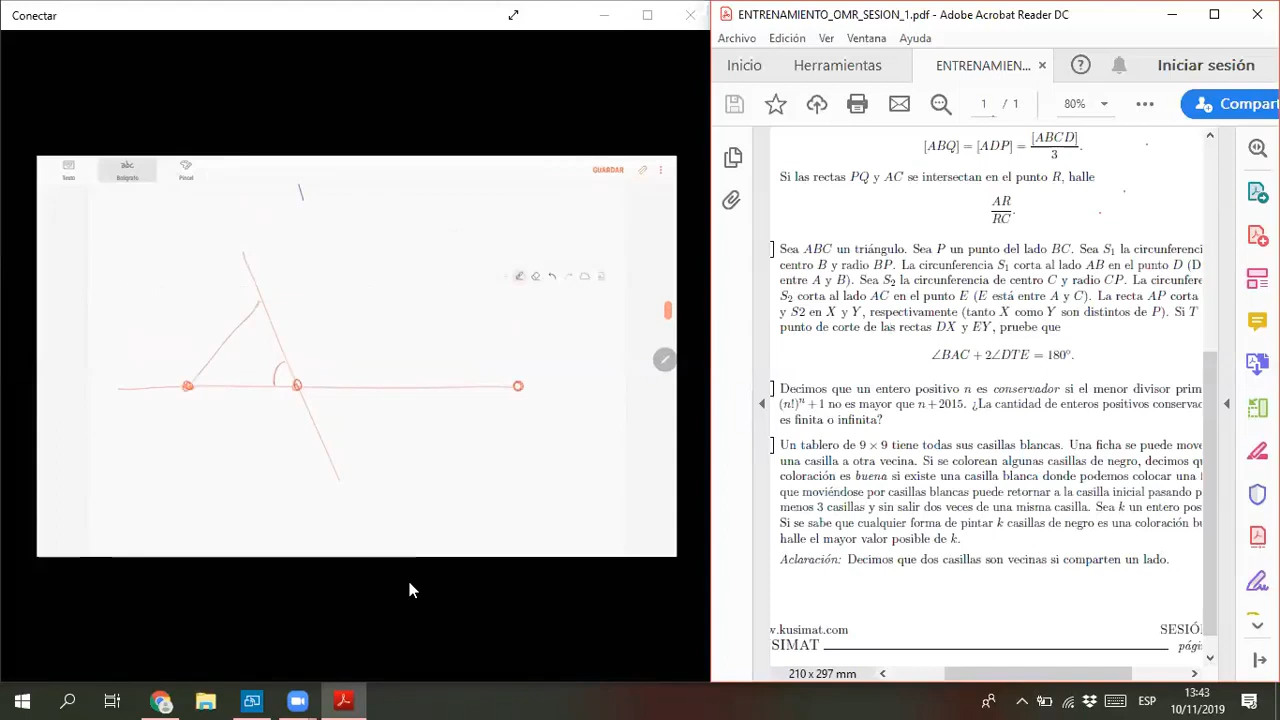 Conectar
Texto
abc
Bolígrafo
Pincel
GUARDAR
ENTRENAMIENTO_OMR_SESION_1.pdf - Adobe Acrobat Reader DC
Archivo Edición Ver Ventana Ayuda
Inicio Herramientas ENTRENAMIEN... × Iniciar sesión
1 / 1 80% Compart
[ABQ] = [ADP] = [ABCD]/3.
Si las rectas PQ y AC se intersectan en el punto R, halle
AR/RC.
Sea ABC un triángulo. Sea P un punto del lado BC. Sea S₁ la circunferenci
centro B y radio BP. La circunferencia S₁ corta al lado AB en el punto D (D
entre A y B). Sea S₂ la circunferencia de centro C y radio CP. La circunfere
S₂ corta al lado AC en el punto E (E está entre A y C). La recta AP corta
y S2 en X y Y, respectivamente (tanto X como Y son distintos de P). Si T
punto de corte de las rectas DX y EY, pruebe que
∠BAC + 2∠DTE = 180°.
Decimos que un entero positivo n es conservador si el menor divisor prim
(n!)ⁿ + 1 no es mayor que n + 2015. ¿La cantidad de enteros positivos conservac
es finita o infinita?
Un tablero de 9 × 9 tiene todas sus casillas blancas. Una ficha se puede move
una casilla a otra vecina. Si se colorean algunas casillas de negro, decimos qu
coloración es buena si existe una casilla blanca donde podemos colocar una f
que moviéndose por casillas blancas puede retornar a la casilla inicial pasando p
menos 3 casillas y sin salir dos veces de una misma casilla. Sea k un entero pos
Si se sabe que cualquier forma de pintar k casillas de negro es una coloración bu
halle el mayor valor posible de k.
Aclaración: Decimos que dos casillas son vecinas si comparten un lado.
w.kusimat.com SESIÓN
SIMAT pági
210 x 297 mm
ESP
13:43
10/11/2019